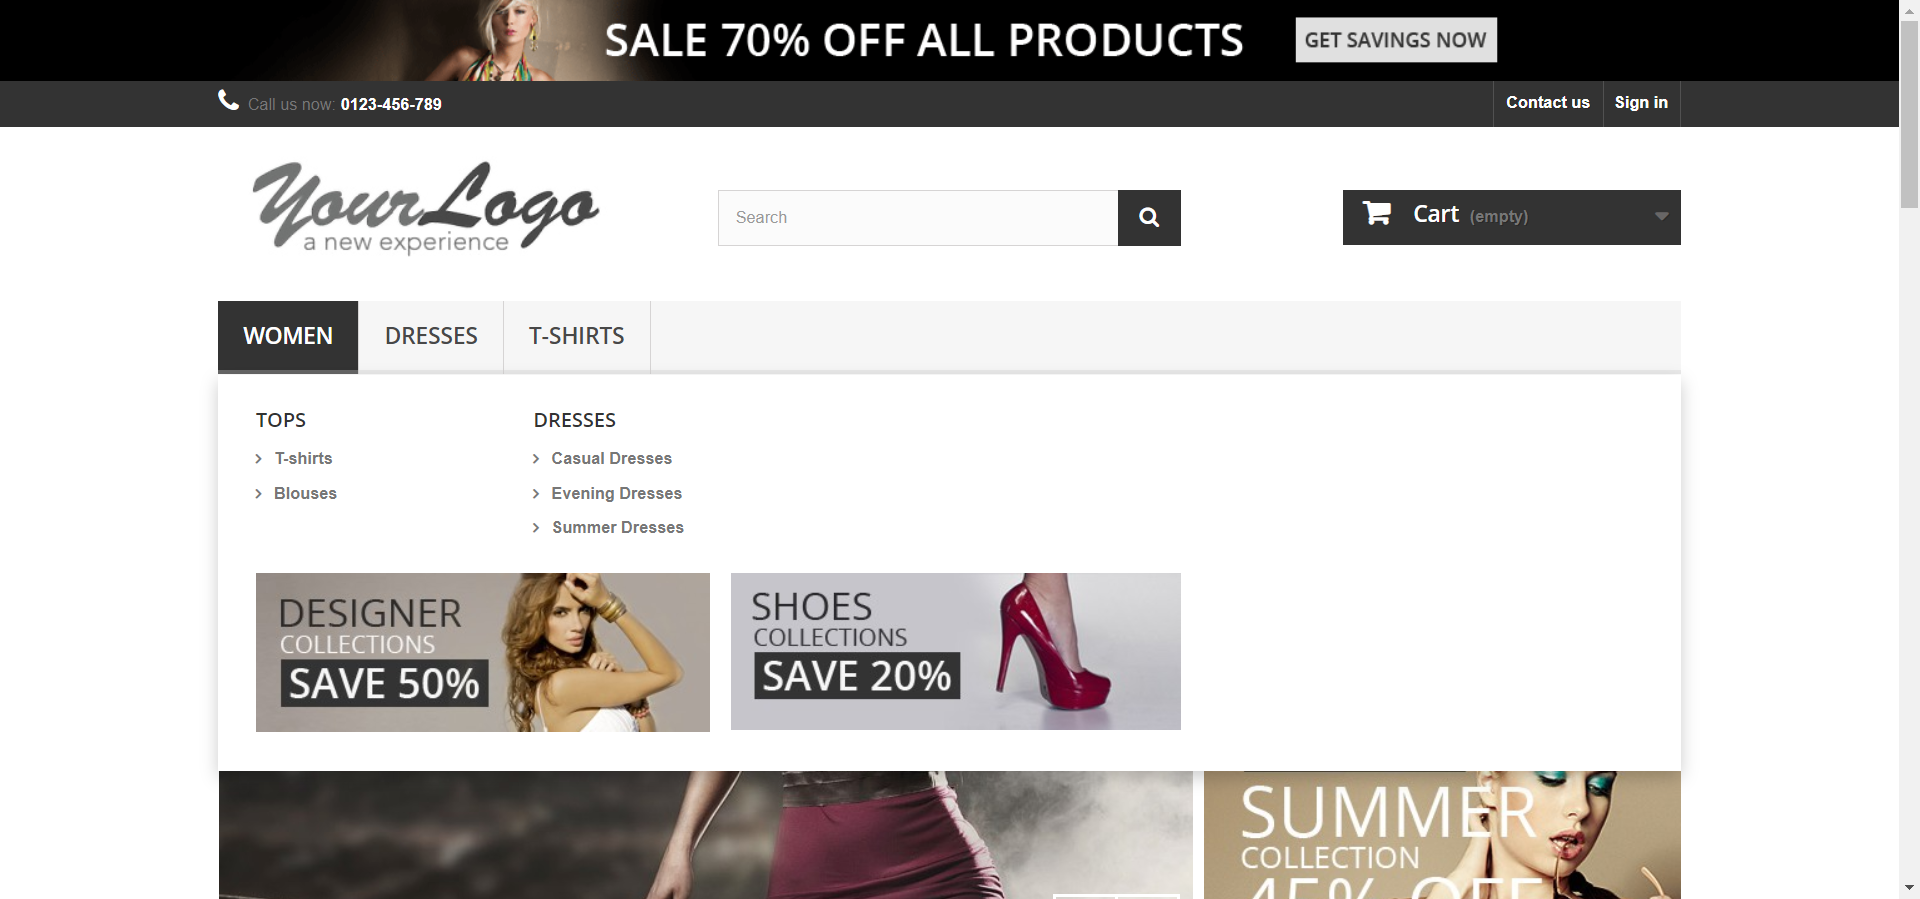 SALE 70% OFF ALL PRODUCTS GET SAVINGS NOW
Call us now: 0123-456-789 Contact us Sign in
Your Logo
a new experience
Search
Cart (empty)
WOMEN DRESSES T-SHIRTS
TOPS
T-shirts
Blouses
DRESSES
Casual Dresses
Evening Dresses
Summer Dresses
DESIGNER
COLLECTIONS
SAVE 50%
SHOES
COLLECTIONS
SAVE 20%
SUMMER
COLLECTION
45% OFF